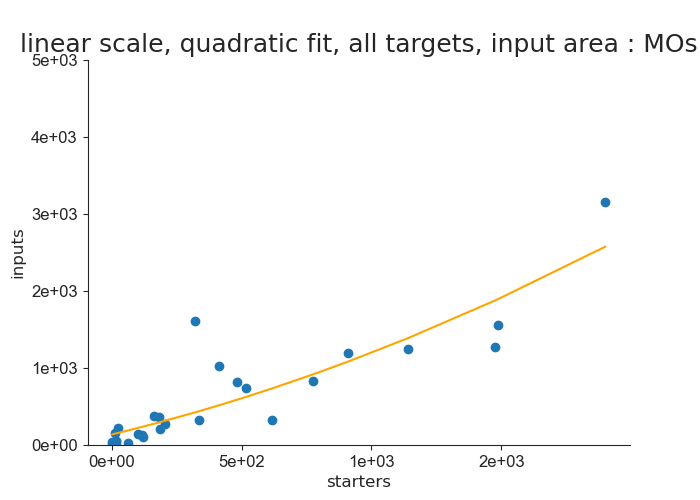 linear scale, quadratic fit, all targets, input area : MOs
5e+03
4e+03
3e+03
2e+03
1e+03
0e+00
inputs
0e+00 5e+02 1e+03 2e+03
starters